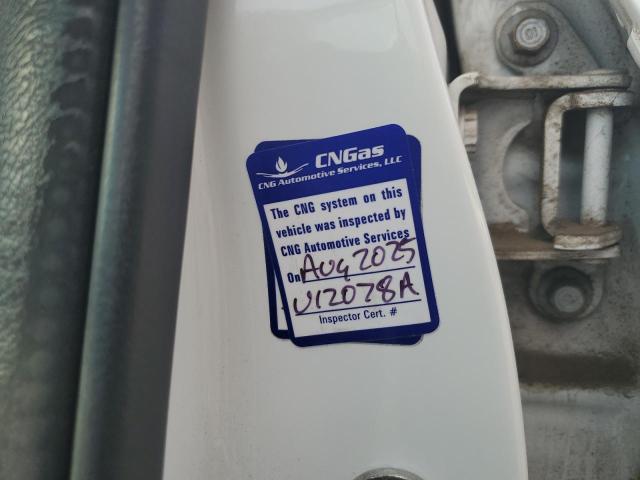 CNGas
CNG Automotive Services, LLC
The CNG system on this
vehicle was inspected by
CNG Automotive Services
On AUG 2025
V12078A
Inspector Cert. #